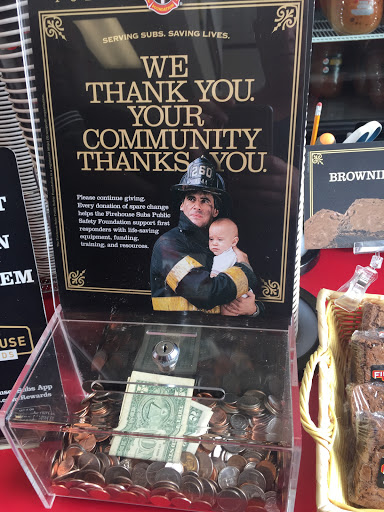 SERVING SUBS. SAVING LIVES.
WE
THANK YOU.
YOUR
COMMUNITY
THANKS YOU.
Please continue giving.
Every donation of spare change
helps the Firehouse Subs Public
Safety Foundation support first
responders with life-saving
equipment, funding,
training, and resources.
260
BROWNI
EM
USE
DS
house Subs App
Rewards